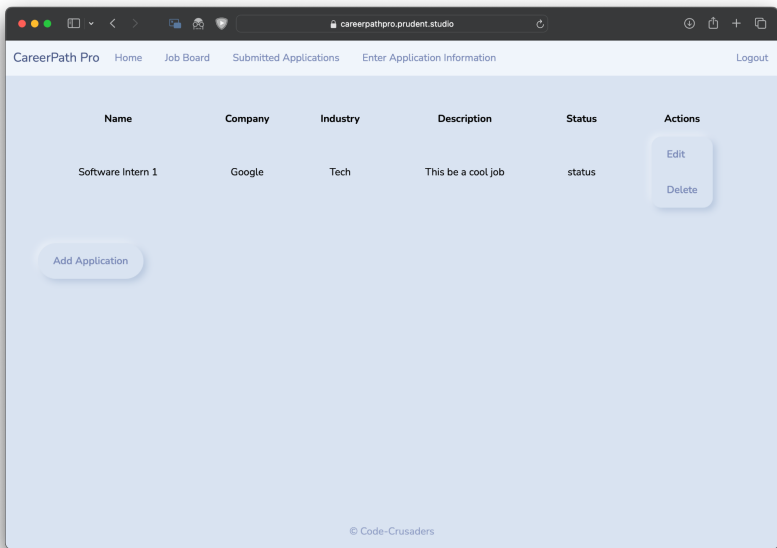 careerpathpro.prudent.studio
CareerPath Pro Home Job Board Submitted Applications Enter Application Information Logout
Name Company Industry Description Status Actions
Software Intern 1 Google Tech This be a cool job status Edit
Delete
Add Application
© Code-Crusaders